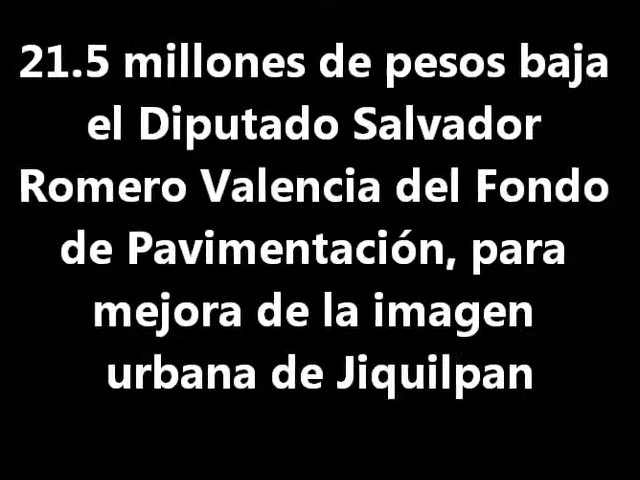 21.5 millones de pesos baja
el Diputado Salvador
Romero Valencia del Fondo
de Pavimentación, para
mejora de la imagen
urbana de Jiquilpan